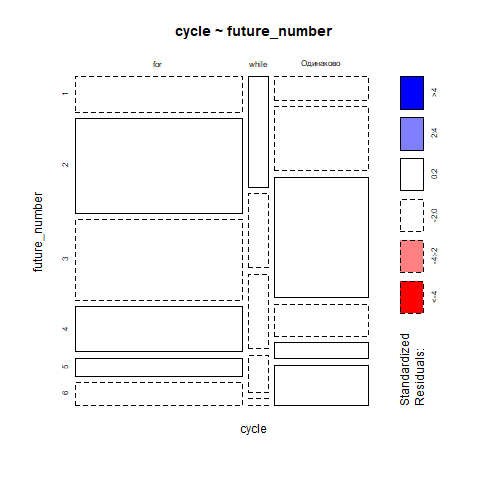 cycle ~ future_number
for while Одинаково
1
2
3
4
5
6
future_number
cycle
>4
2:4
0:2
-2:0
-4:-2
<-4
Standardized
Residuals: